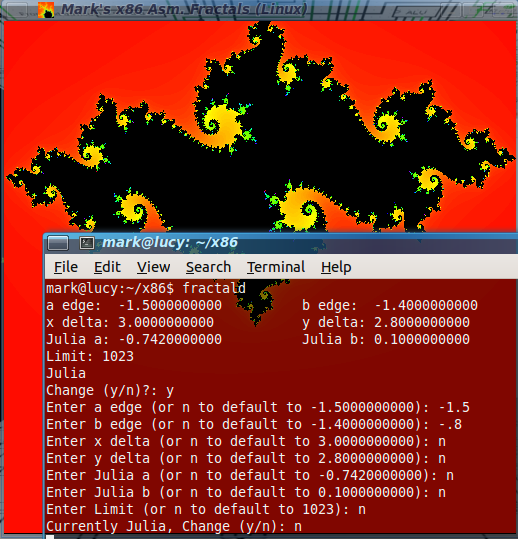 Mark's x86 Asm. Fractals (Linux)
mark@lucy: ~/x86
File Edit View Search Terminal Help
mark@lucy:~/x86$ fractald
a edge: -1.5000000000 b edge: -1.4000000000
x delta: 3.0000000000 y delta: 2.8000000000
Julia a: -0.7420000000 Julia b: 0.1000000000
Limit: 1023
Julia
Change (y/n)?: y
Enter a edge (or n to default to -1.5000000000): -1.5
Enter b edge (or n to default to -1.4000000000): -.8
Enter x delta (or n to default to 3.0000000000): n
Enter y delta (or n to default to 2.8000000000): n
Enter Julia a (or n to default to -0.7420000000): n
Enter Julia b (or n to default to 0.1000000000): n
Enter Limit (or n to default to 1023): n
Currently Julia, Change (y/n): n